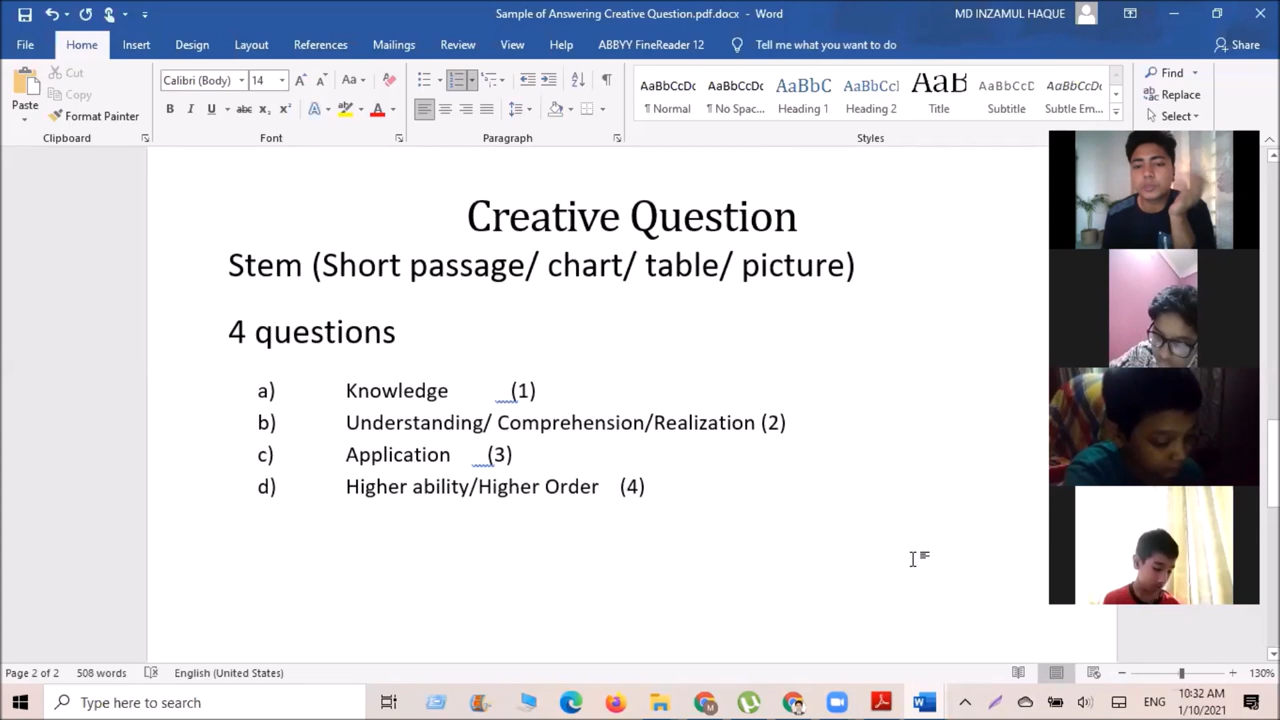 Sample of Answering Creative Question.pdf.docx - Word
MD INZAMUL HAQUE
File Home Insert Design Layout References Mailings Review View Help ABBYY FineReader 12 Tell me what you want to do Share
Paste
Cut
Copy
Format Painter
Calibri (Body) 14
AaBbCcDc ¶ Normal
AaBbCcDc ¶ No Spac...
AaBbC Heading 1
AaBbCc Heading 2
AaB Title
AaBbCcD Subtitle
AaBbCcDc Subtle Em...
Find
Replace
Select
Clipboard Font Paragraph Styles
Creative Question
Stem (Short passage/ chart/ table/ picture)
4 questions
a) Knowledge (1)
b) Understanding/ Comprehension/Realization (2)
c) Application (3)
d) Higher ability/Higher Order (4)
Page 2 of 2 508 words English (United States) 130%
Type here to search
ENG
10:32 AM
1/10/2021